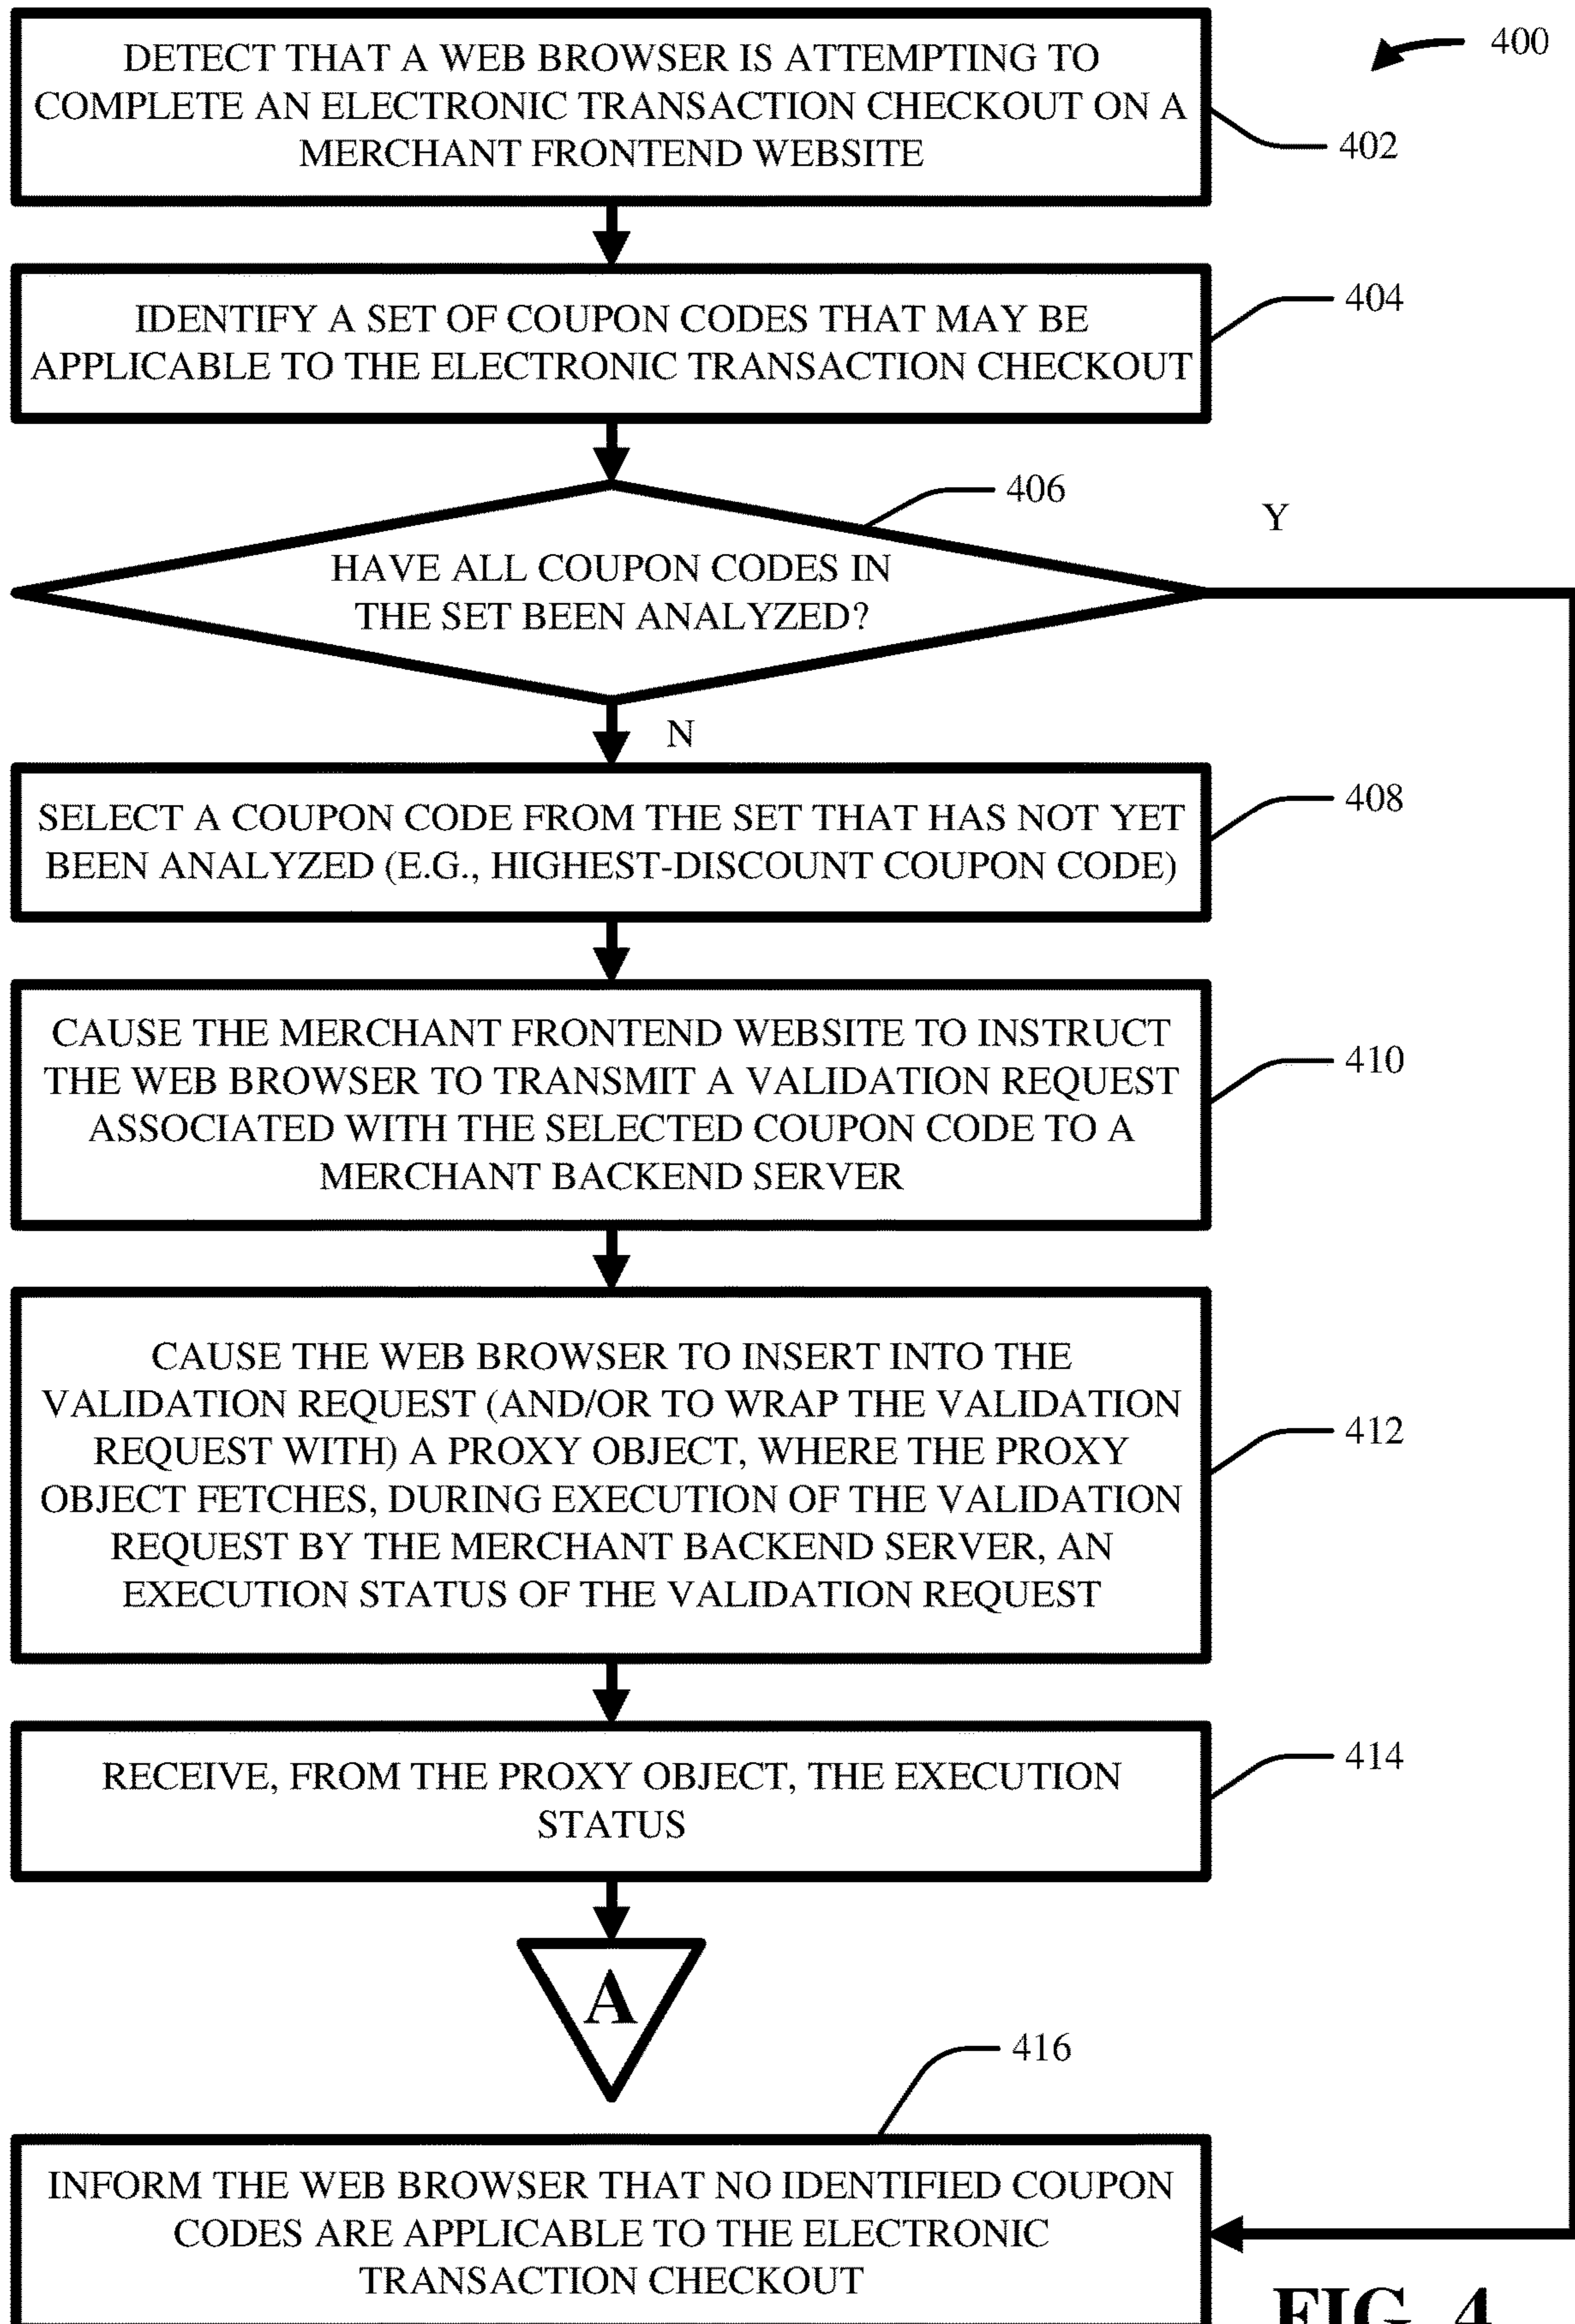 400
DETECT THAT A WEB BROWSER IS ATTEMPTING TO
COMPLETE AN ELECTRONIC TRANSACTION CHECKOUT ON A
MERCHANT FRONTEND WEBSITE
402
IDENTIFY A SET OF COUPON CODES THAT MAY BE
APPLICABLE TO THE ELECTRONIC TRANSACTION CHECKOUT
404
406
Y
HAVE ALL COUPON CODES IN
THE SET BEEN ANALYZED?
N
SELECT A COUPON CODE FROM THE SET THAT HAS NOT YET
BEEN ANALYZED (E.G., HIGHEST-DISCOUNT COUPON CODE)
408
CAUSE THE MERCHANT FRONTEND WEBSITE TO INSTRUCT
THE WEB BROWSER TO TRANSMIT A VALIDATION REQUEST
ASSOCIATED WITH THE SELECTED COUPON CODE TO A
MERCHANT BACKEND SERVER
410
CAUSE THE WEB BROWSER TO INSERT INTO THE
VALIDATION REQUEST (AND/OR TO WRAP THE VALIDATION
REQUEST WITH) A PROXY OBJECT, WHERE THE PROXY
OBJECT FETCHES, DURING EXECUTION OF THE VALIDATION
REQUEST BY THE MERCHANT BACKEND SERVER, AN
EXECUTION STATUS OF THE VALIDATION REQUEST
412
RECEIVE, FROM THE PROXY OBJECT, THE EXECUTION
STATUS
414
A
416
INFORM THE WEB BROWSER THAT NO IDENTIFIED COUPON
CODES ARE APPLICABLE TO THE ELECTRONIC
TRANSACTION CHECKOUT
FIG. 4